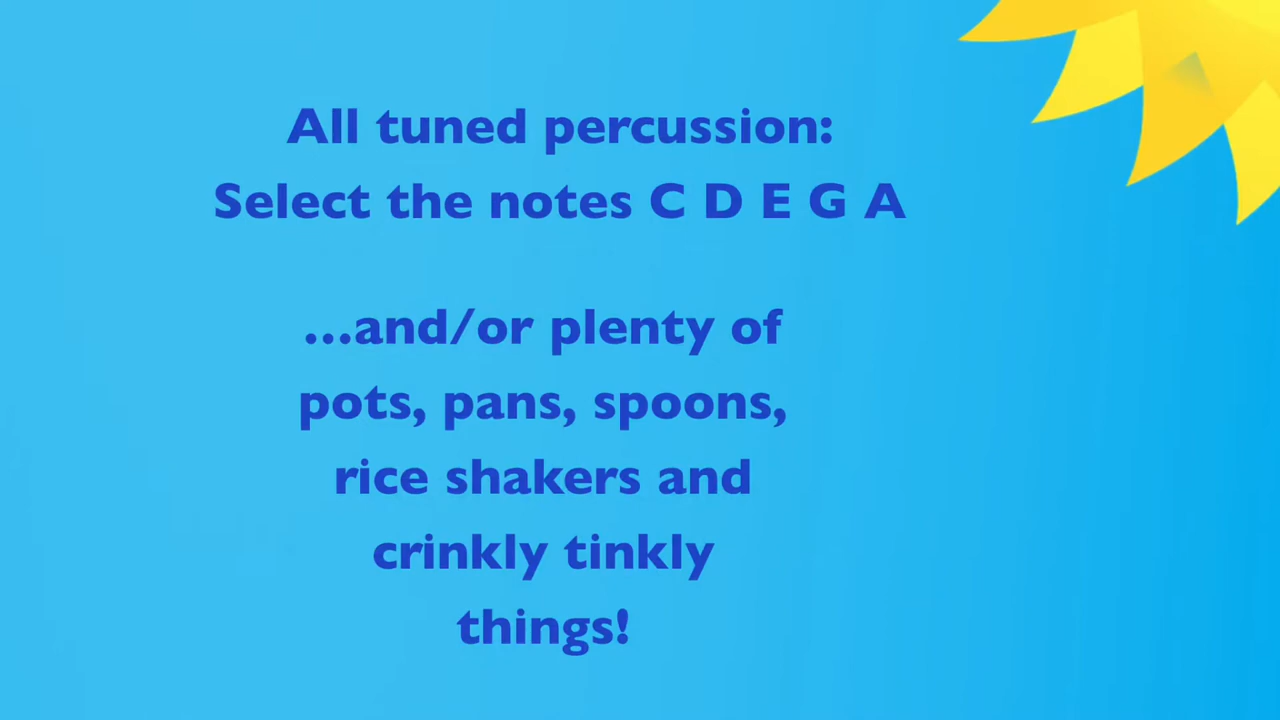 All tuned percussion:
Select the notes C D E G A
...and/or plenty of
pots, pans, spoons,
rice shakers and
crinkly tinkly
things!